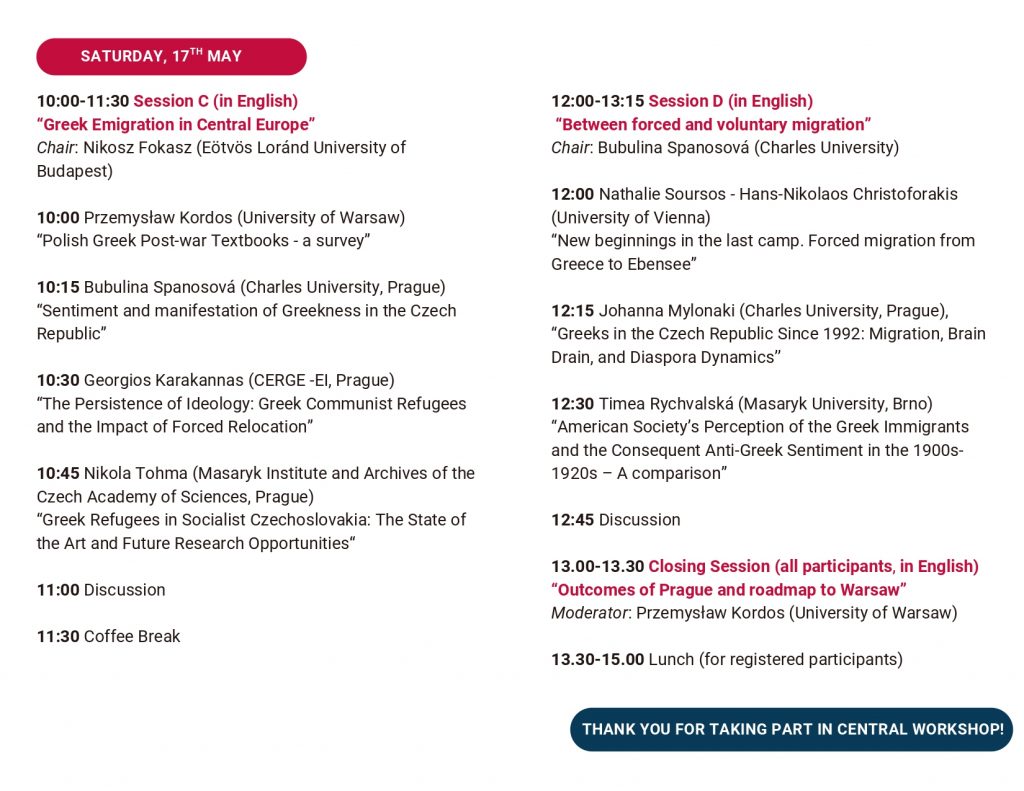 SATURDAY, 17TH MAY
10:00-11:30 Session C (in English)
“Greek Emigration in Central Europe”
Chair: Nikosz Fokasz (Eötvös Loránd University of
Budapest)
10:00 Przemysław Kordos (University of Warsaw)
“Polish Greek Post-war Textbooks - a survey”
10:15 Bubulina Spanosová (Charles University, Prague)
“Sentiment and manifestation of Greekness in the Czech
Republic”
10:30 Georgios Karakannas (CERGE -EI, Prague)
“The Persistence of Ideology: Greek Communist Refugees
and the Impact of Forced Relocation”
10:45 Nikola Tohma (Masaryk Institute and Archives of the
Czech Academy of Sciences, Prague)
“Greek Refugees in Socialist Czechoslovakia: The State of
the Art and Future Research Opportunities“
11:00 Discussion
11:30 Coffee Break
12:00-13:15 Session D (in English)
“Between forced and voluntary migration”
Chair: Bubulina Spanosová (Charles University)
12:00 Nathalie Soursos - Hans-Nikolaos Christoforakis
(University of Vienna)
“New beginnings in the last camp. Forced migration from
Greece to Ebensee”
12:15 Johanna Mylonaki (Charles University, Prague),
“Greeks in the Czech Republic Since 1992: Migration, Brain
Drain, and Diaspora Dynamics’’
12:30 Timea Rychvalská (Masaryk University, Brno)
“American Society’s Perception of the Greek Immigrants
and the Consequent Anti-Greek Sentiment in the 1900s-
1920s – A comparison”
12:45 Discussion
13.00-13.30 Closing Session (all participants, in English)
“Outcomes of Prague and roadmap to Warsaw”
Moderator: Przemysław Kordos (University of Warsaw)
13.30-15.00 Lunch (for registered participants)
THANK YOU FOR TAKING PART IN CENTRAL WORKSHOP!